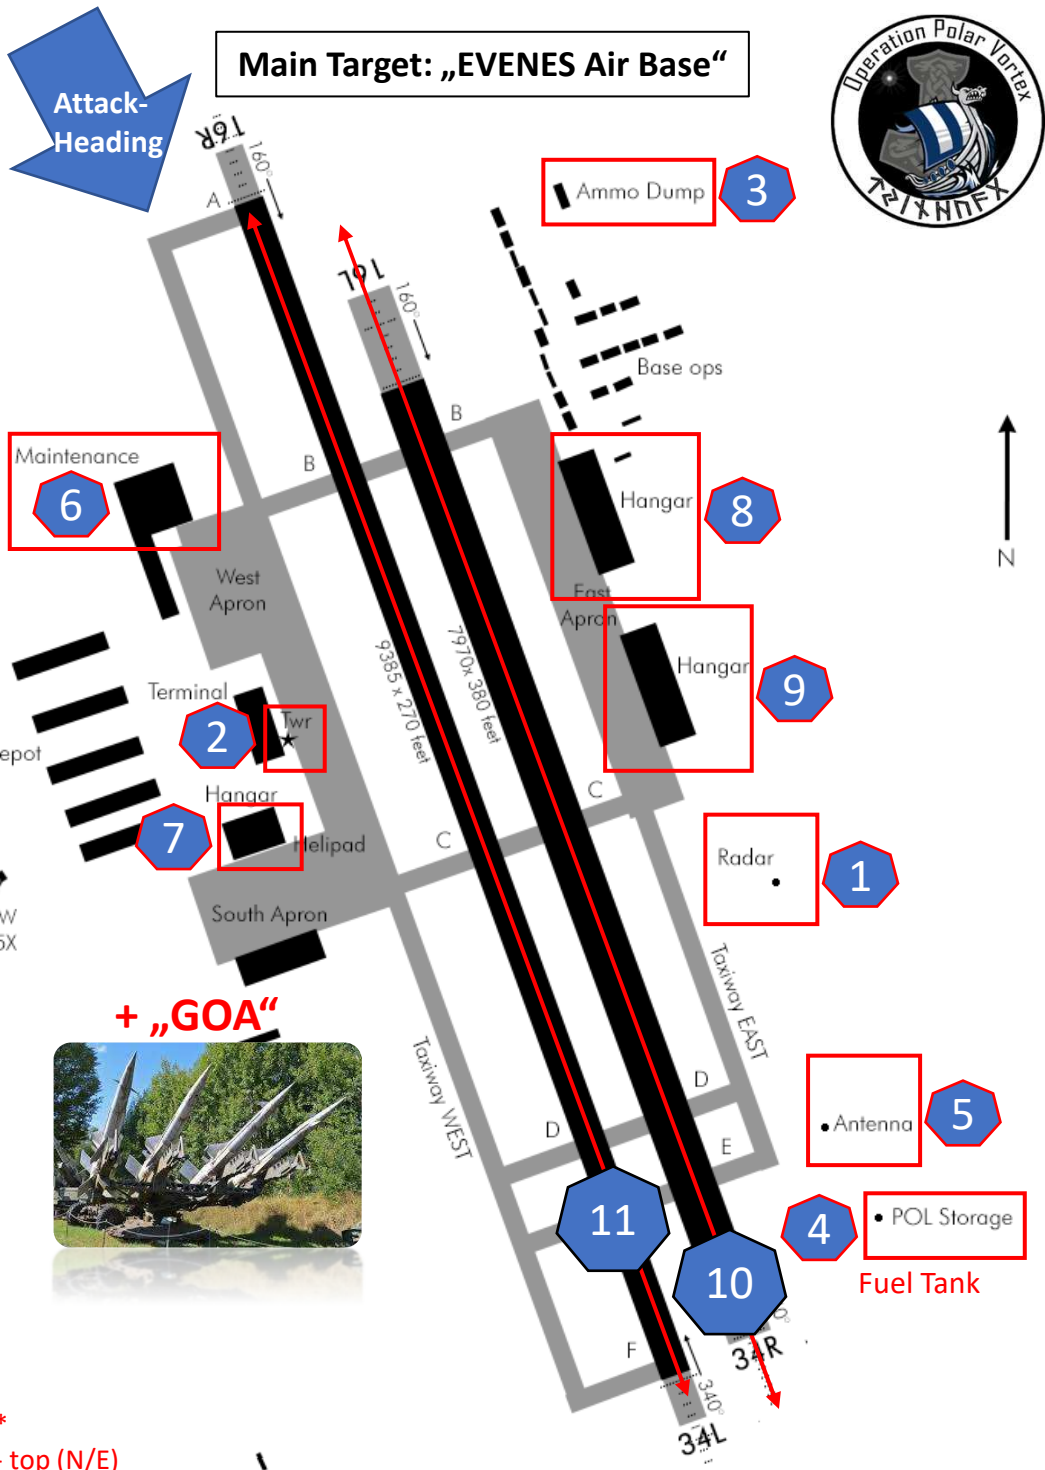 Main Target: „EVENES Air Base“
Operation Polar Vortex
Attack-
Heading
16R
160°
A
Ammo Dump
3
16L
160°
Base ops
B
B
Maintenance
6
Hangar
8
N
West
Apron
East
Apron
9385 x 270 feet
7970x 380 feet
Hangar
9
Terminal
Twr
2
epot
Hangar
7
Helipad
C
C
Radar
1
South Apron
W
5X
Taxiway EAST
+ „GOA“
Taxiway WEST
D
D
E
Antenna
5
11
4
POL Storage
Fuel Tank
10
F
34R
340°
34L
*
- top (N/E)